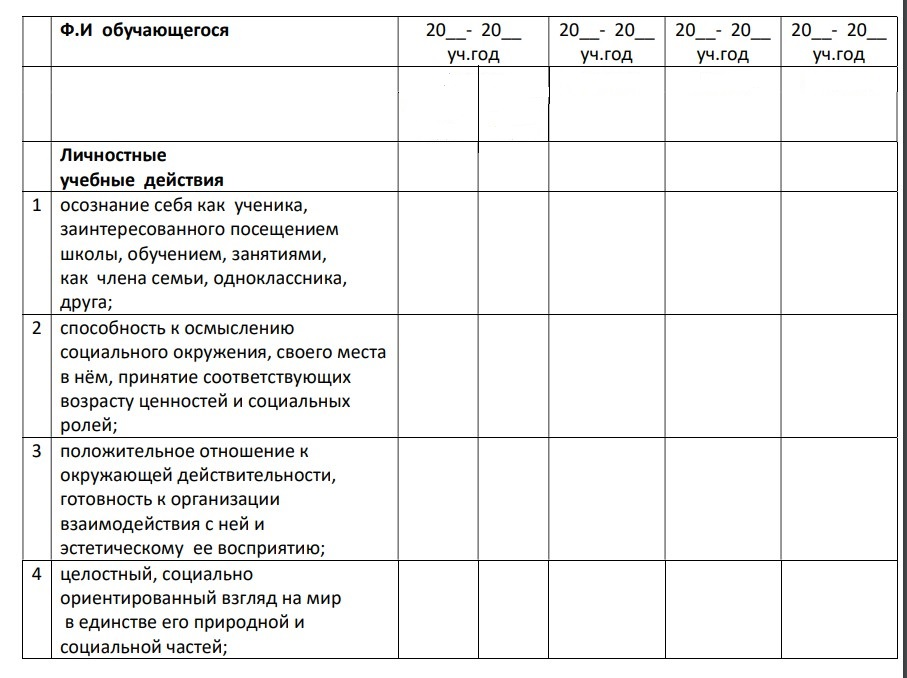 Ф.И  обучающегося
20__-  20__
уч.год
20__-  20__
уч.год
20__-  20__
уч.год
20__-  20__
уч.год
Личностные
учебные  действия
1
осознание себя как  ученика,
заинтересованного посещением
школы, обучением, занятиями,
как  члена семьи, одноклассника,
друга;
2
способность к осмыслению
социального окружения, своего места
в нём, принятие соответствующих
возрасту ценностей и социальных
ролей;
3
положительное отношение к
окружающей действительности,
готовность к организации
взаимодействия с ней и
эстетическому  ее восприятию;
4
целостный, социально
ориентированный взгляд на мир
в единстве его природной и
социальной частей;